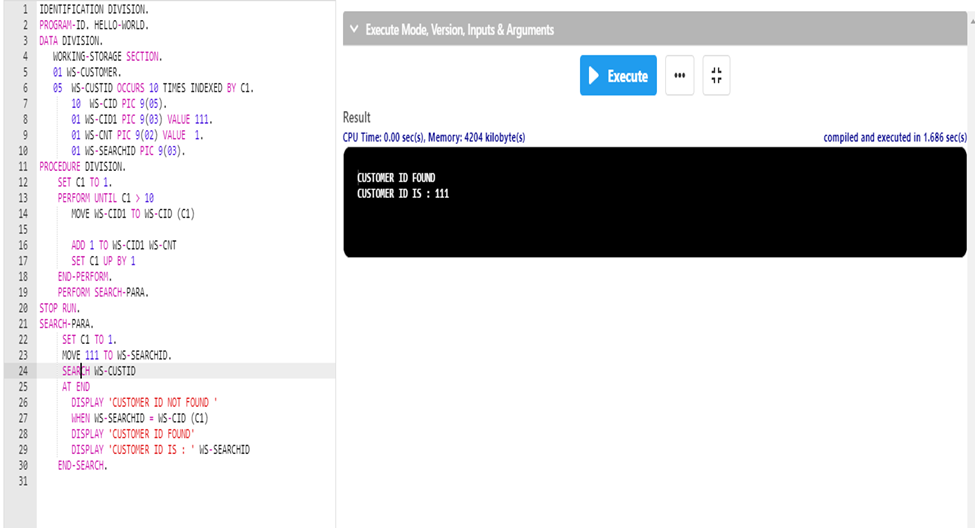 1 IDENTIFICATION DIVISION.
2 PROGRAM-ID. HELLO-WORLD.
3 DATA DIVISION.
4 WORKING-STORAGE SECTION.
5 01 WS-CUSTOMER.
6 05 WS-CUSTID OCCURS 10 TIMES INDEXED BY C1.
7 10 WS-CID PIC 9(05).
8 01 WS-CID1 PIC 9(03) VALUE 111.
9 01 WS-CNT PIC 9(02) VALUE 1.
10 01 WS-SEARCHID PIC 9(03).
11 PROCEDURE DIVISION.
12 SET C1 TO 1.
13 PERFORM UNTIL C1 > 10
14 MOVE WS-CID1 TO WS-CID (C1)
15
16 ADD 1 TO WS-CID1 WS-CNT
17 SET C1 UP BY 1
18 END-PERFORM.
19 PERFORM SEARCH-PARA.
20 STOP RUN.
21 SEARCH-PARA.
22 SET C1 TO 1.
23 MOVE 111 TO WS-SEARCHID.
24 SEARCH WS-CUSTID
25 AT END
26 DISPLAY 'CUSTOMER ID NOT FOUND '
27 WHEN WS-SEARCHID = WS-CID (C1)
28 DISPLAY 'CUSTOMER ID FOUND'
29 DISPLAY 'CUSTOMER ID IS : ' WS-SEARCHID
30 END-SEARCH.
31
Execute Mode, Version, Inputs & Arguments
Execute
Result
CPU Time: 0.00 sec(s), Memory: 4204 kilobyte(s) compiled and executed in 1.686 sec(s)
CUSTOMER ID FOUND
CUSTOMER ID IS : 111